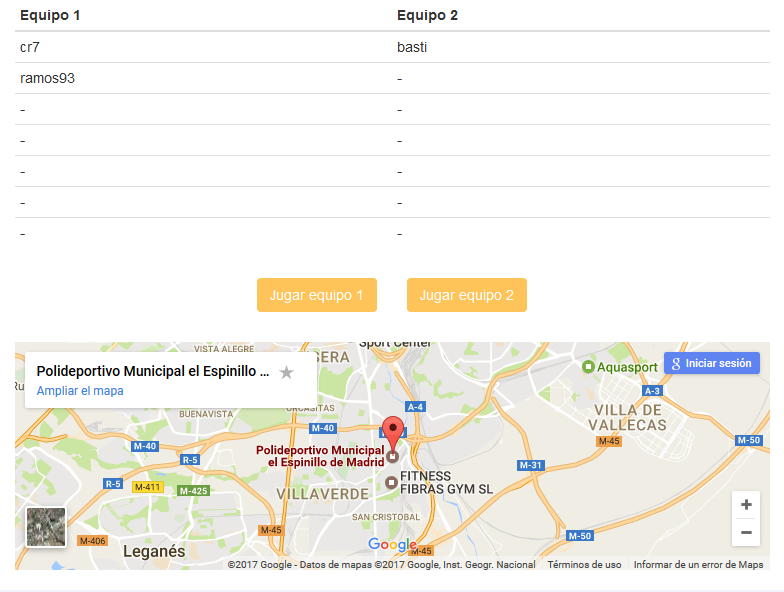 Equipo 1 Equipo 2
cr7 basti
ramos93 -
- -
- -
- -
- -
- -
Jugar equipo 1 Jugar equipo 2
Polideportivo Municipal el Espinillo ...
Ampliar el mapa
Iniciar sesión
VISTA ALEGRE
Sport Center
SERA
Aquasport
A-3
VILLA DE
VALLECAS
BUENAVISTA
ORCASITAS
A-4
M-40
M-45
M-50
M-40
R-5
Polideportivo Municipal
el Espinillo de Madrid
M-31
FITNESS
FIBRAS GYM SL
R-5
M-411
M-425
VILLAVERDE
SAN CRISTOBAL
M-45
M-50
M-406
Leganés
Google
M-45
©2017 Google - Datos de mapas ©2017 Google, Inst. Geogr. Nacional Términos de uso Informar de un error de Maps